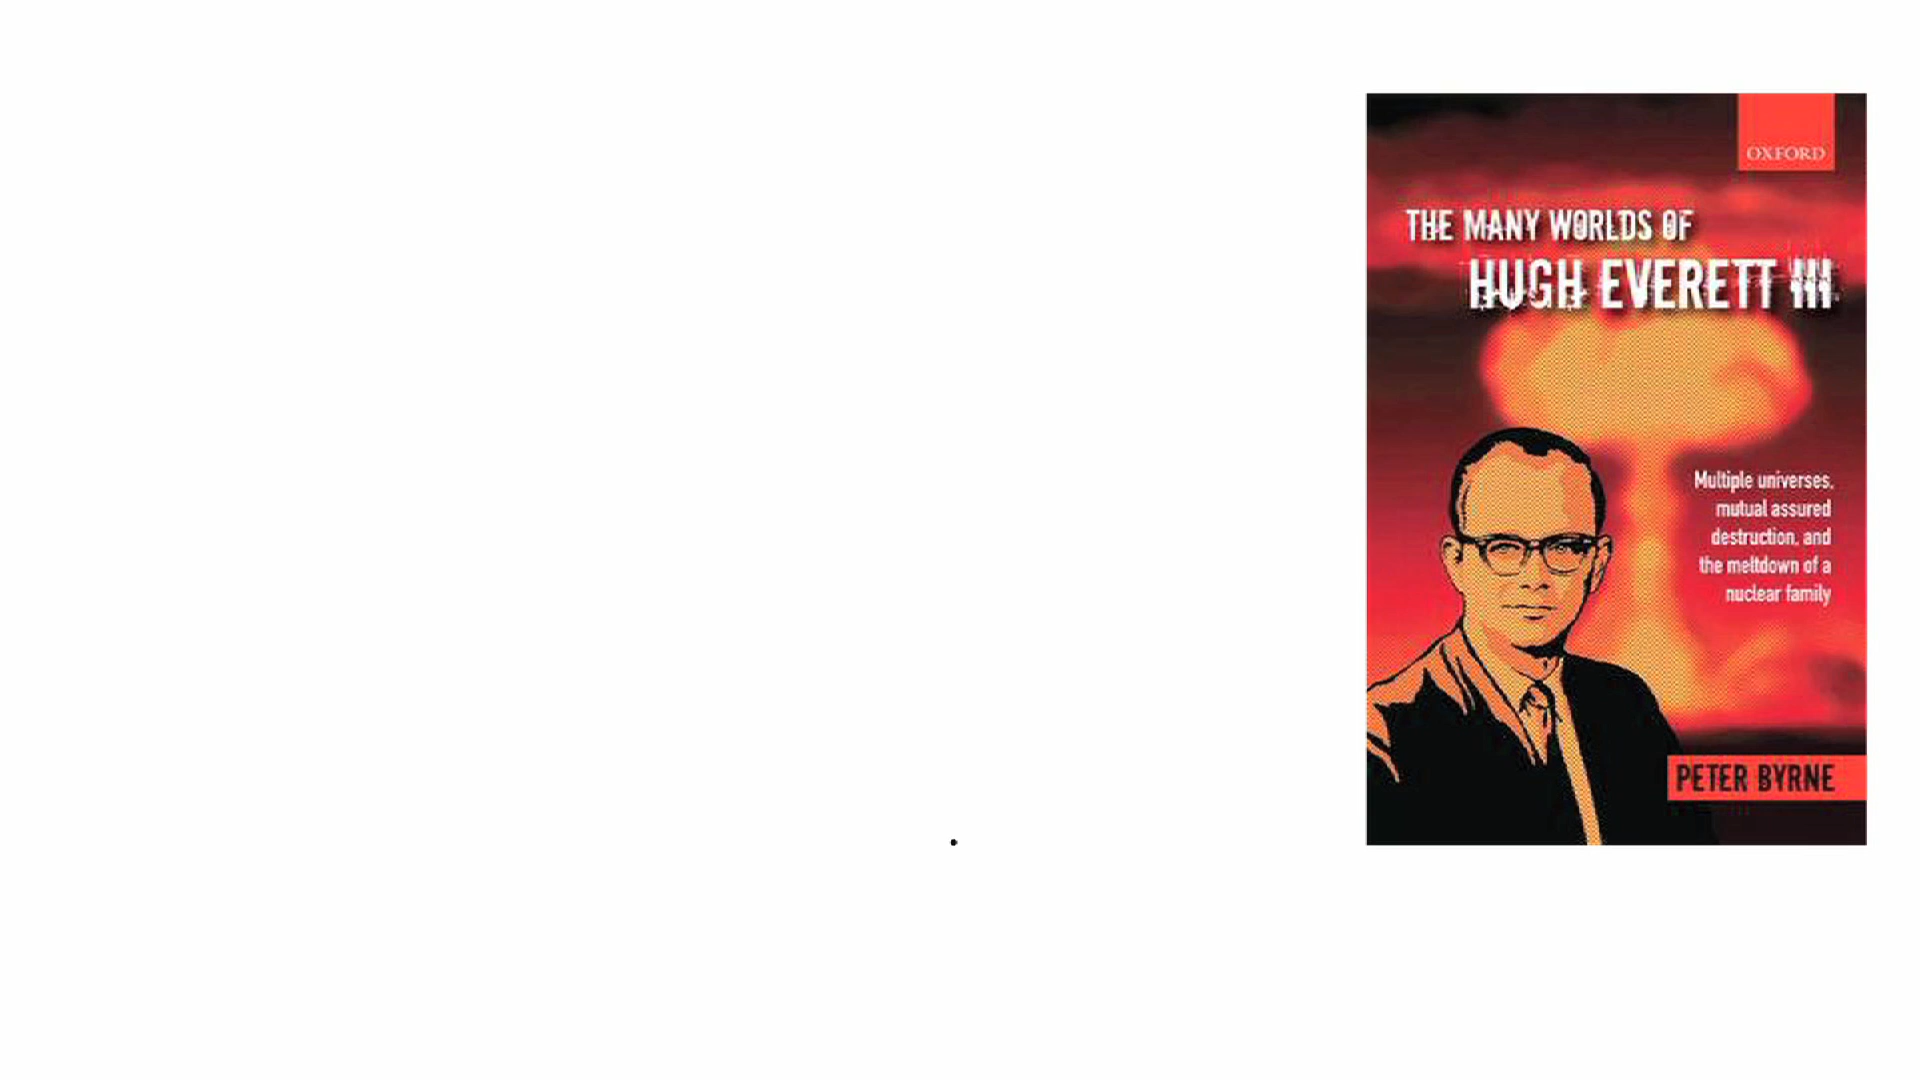 OXFORD
THE MANY WORLDS OF
HUGH EVERETT III
Multiple universes,
mutual assured
destruction, and
the meltdown of a
nuclear family
PETER BYRNE